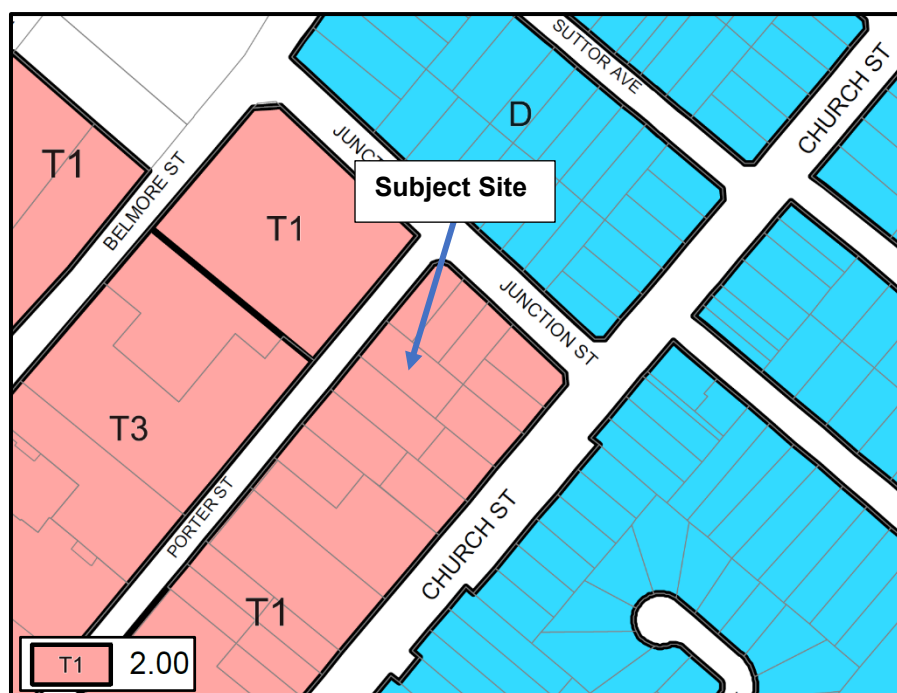 SUTTOR AVE
CHURCH ST
D
JUNCT
T1
BELMORE ST
Subject Site
T1
JUNCTION ST
T3
PORTER ST
CHURCH ST
T1
T1 2.00